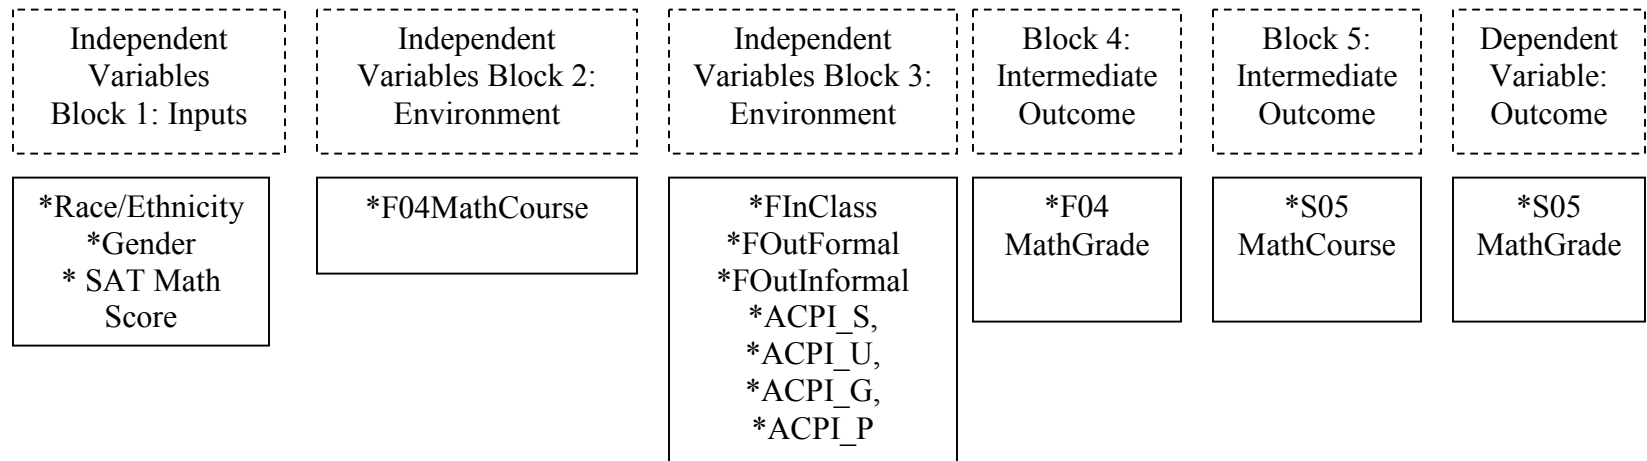 Independent
Variables
Block 1: Inputs
Independent
Variables Block 2:
Environment
Independent
Variables Block 3:
Environment
Block 4:
Intermediate
Outcome
Block 5:
Intermediate
Outcome
Dependent
Variable:
Outcome
*Race/Ethnicity
*Gender
* SAT Math
Score
*F04MathCourse
*FInClass
*FOutFormal
*FOutInformal
*ACPI_S,
*ACPI_U,
*ACPI_G,
*ACPI_P
*F04
MathGrade
*S05
MathCourse
*S05
MathGrade